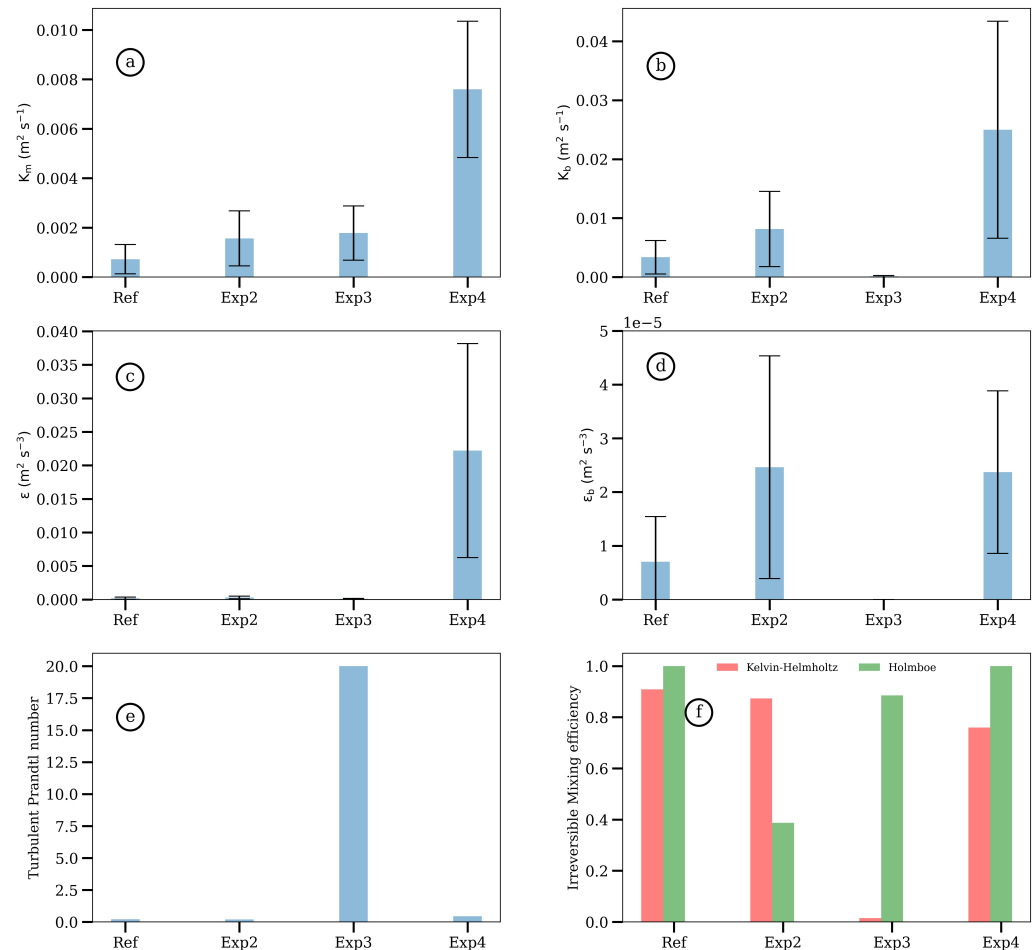 a
K_m (m² s⁻¹)
0.010
0.008
0.006
0.004
0.002
0.000
Ref Exp2 Exp3 Exp4
b
K_b (m² s⁻¹)
0.04
0.03
0.02
0.01
0.00
Ref Exp2 Exp3 Exp4
c
ε (m² s⁻³)
0.040
0.035
0.030
0.025
0.020
0.015
0.010
0.005
0.000
Ref Exp2 Exp3 Exp4
1e−5
d
ε_b (m² s⁻³)
5
4
3
2
1
0
Ref Exp2 Exp3 Exp4
e
Turbulent Prandtl number
20.0
17.5
15.0
12.5
10.0
7.5
5.0
2.5
0.0
Ref Exp2 Exp3 Exp4
Kelvin-Helmholtz Holmboe
f
Irreversible Mixing efficiency
1.0
0.8
0.6
0.4
0.2
0.0
Ref Exp2 Exp3 Exp4